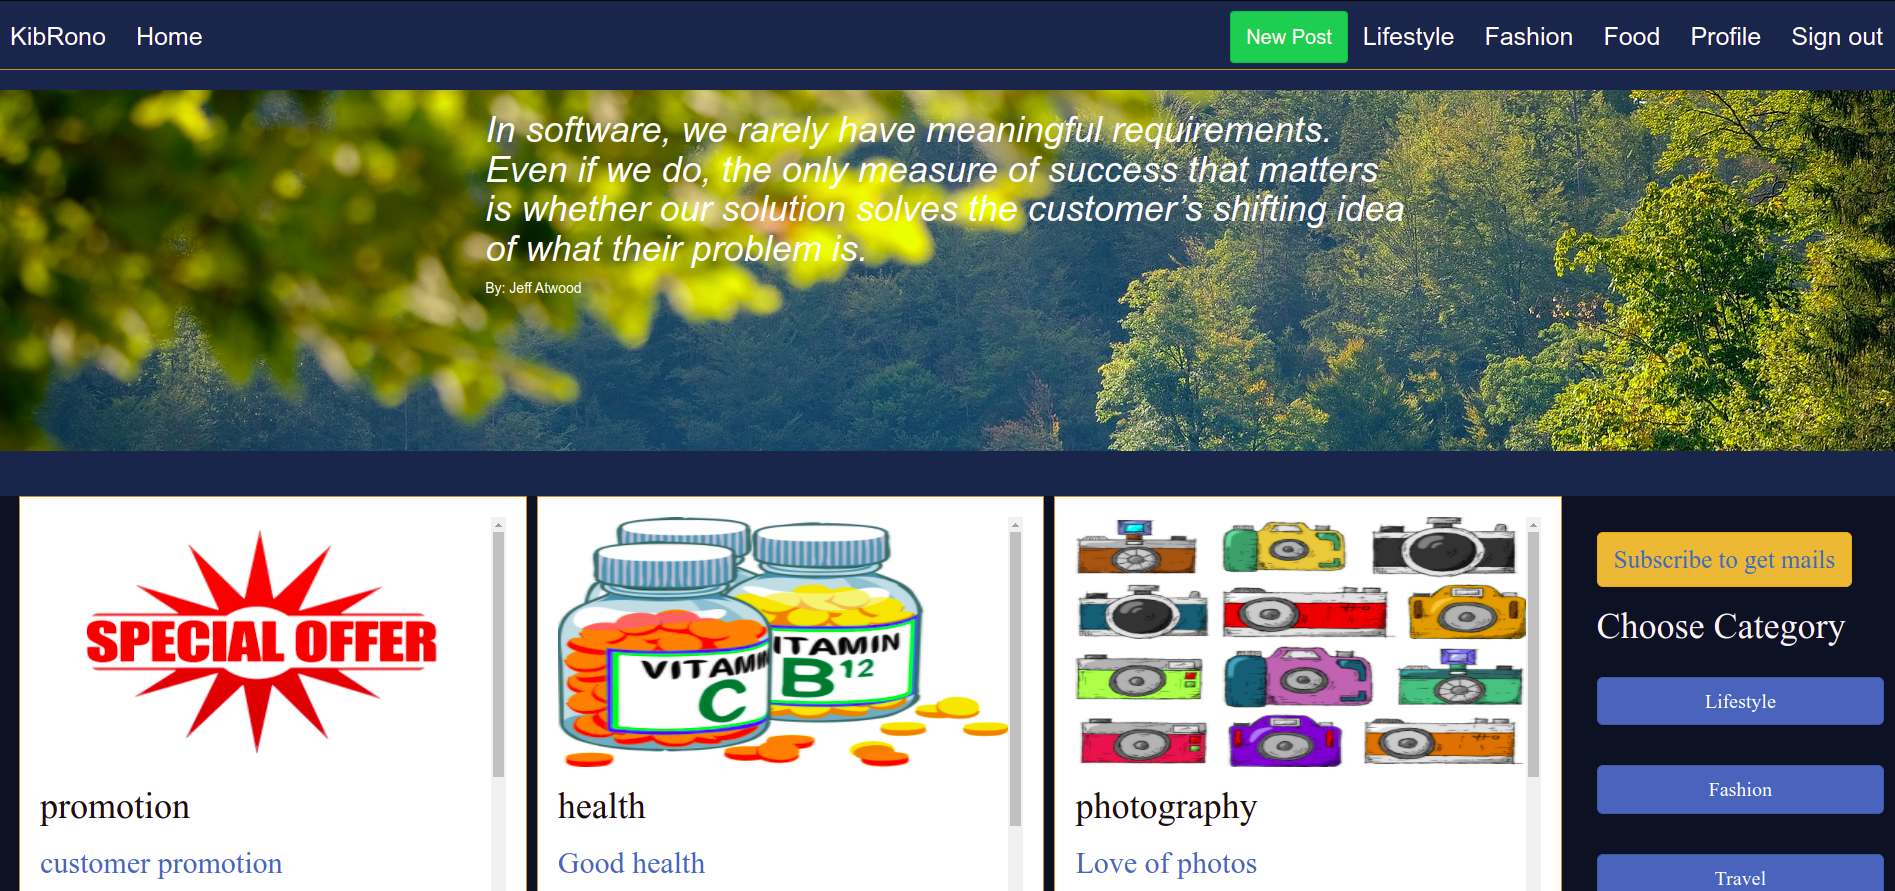 KibRono Home New Post Lifestyle Fashion Food Profile Sign out
In software, we rarely have meaningful requirements.
Even if we do, the only measure of success that matters
is whether our solution solves the customer’s shifting idea
of what their problem is.
By: Jeff Atwood
SPECIAL OFFER
promotion
customer promotion
VITAMIN
C
ITAMIN
B12
health
Good health
photography
Love of photos
Subscribe to get mails
Choose Category
Lifestyle
Fashion
Travel